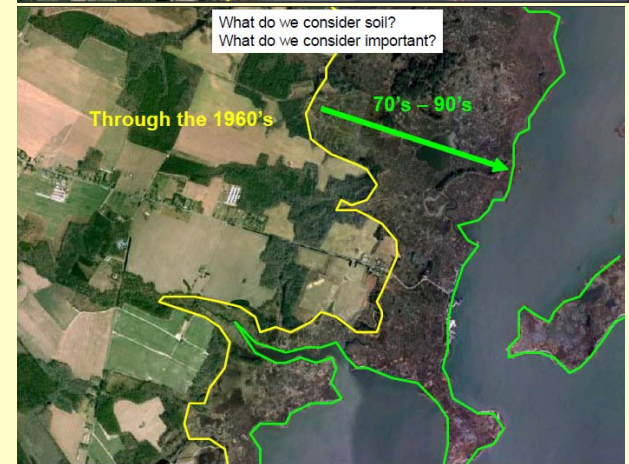 What do we consider soil?
What do we consider important?
70's – 90's
Through the 1960's